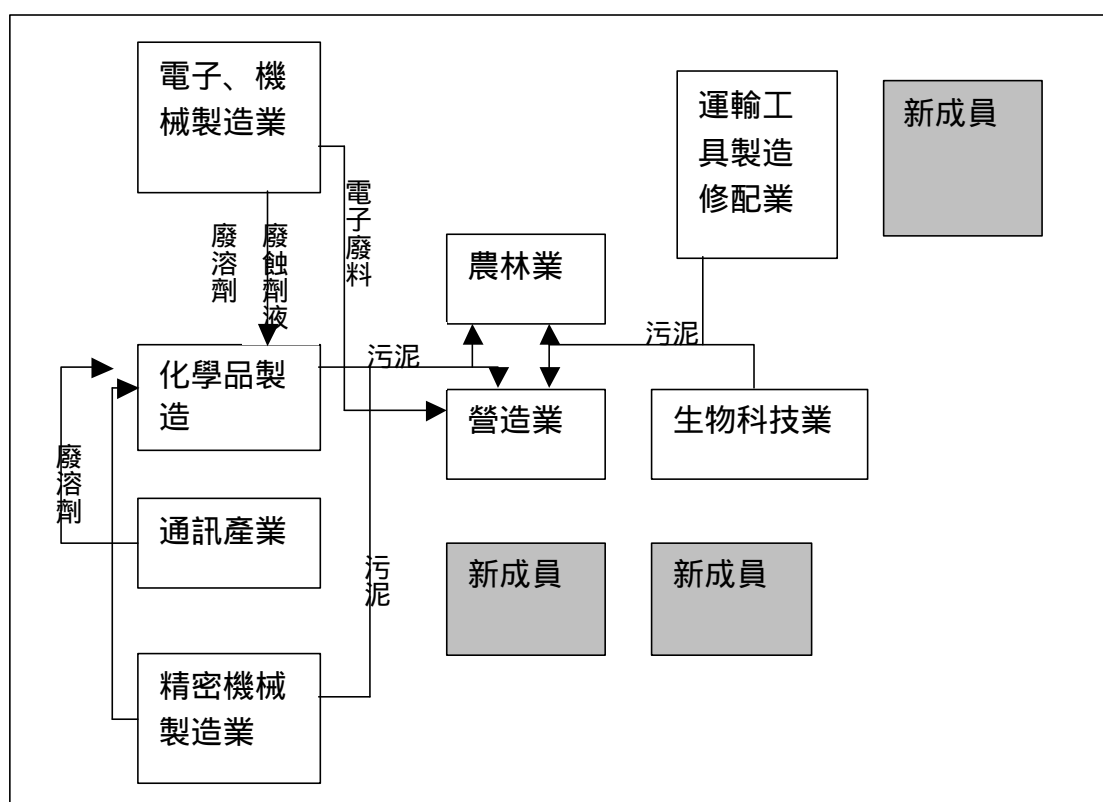 電子、機
械製造業
運輸工
具製造
修配業
新成員
電子廢料
廢溶劑
廢蝕劑液
農林業
污泥
污泥
化學品製
造
營造業
生物科技業
廢溶劑
通訊產業
污泥
新成員
新成員
精密機械
製造業